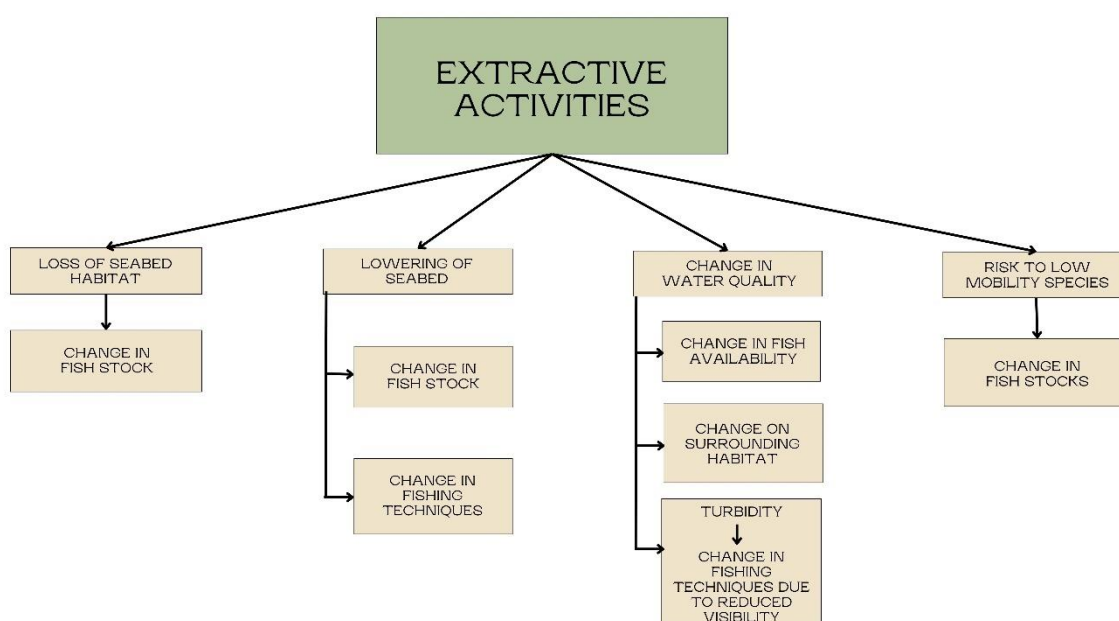 EXTRACTIVE
ACTIVITIES
LOSS OF SEABED
HABITAT
CHANGE IN
FISH STOCK
LOWERING OF
SEABED
CHANGE IN
FISH STOCK
CHANGE IN
FISHING
TECHNIQUES
CHANGE IN
WATER QUALITY
CHANGE IN FISH
AVAILABILITY
CHANGE ON
SURROUNDING
HABITAT
TURBIDITY
CHANGE IN
FISHING
TECHNIQUES DUE
TO REDUCED
VISIBILITY
RISK TO LOW
MOBILITY SPECIES
CHANGE IN
FISH STOCKS